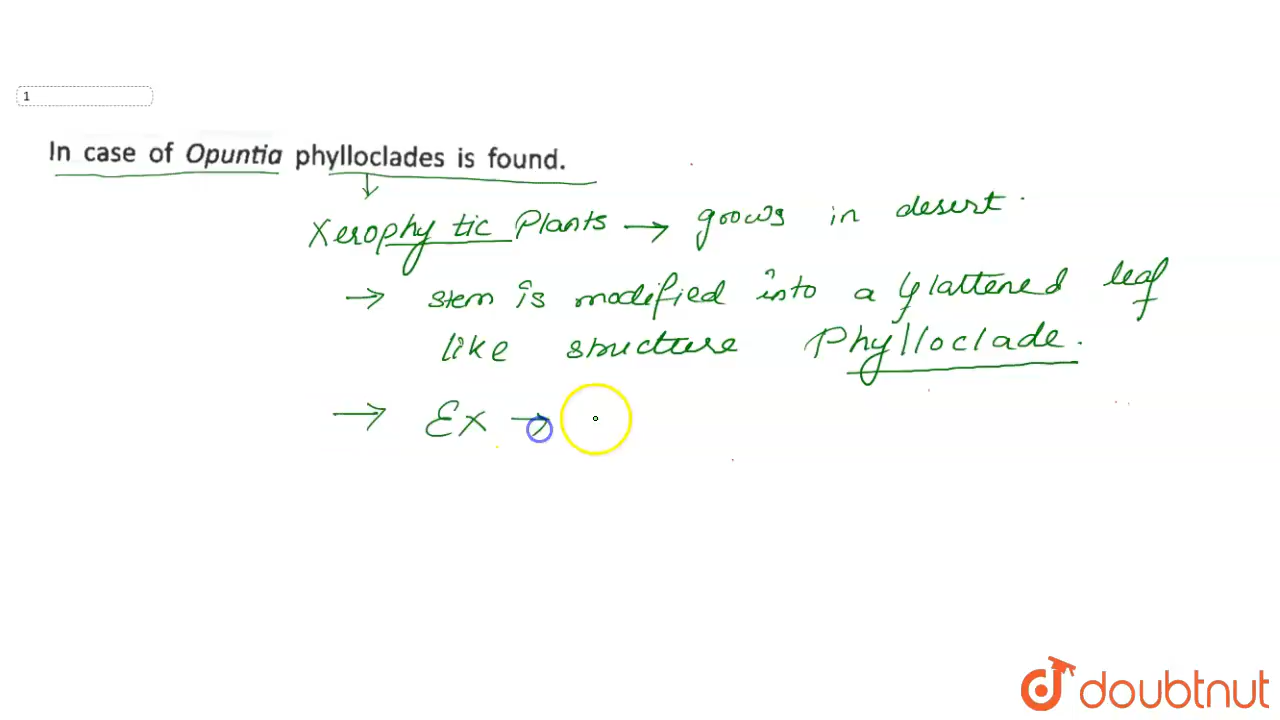 1
In case of Opuntia phylloclades is found.
Xerophytic Plants → grows in desert.
→ stem is modified into a flattened leaf
like structure Phylloclade.
→ Ex →
doubtnut